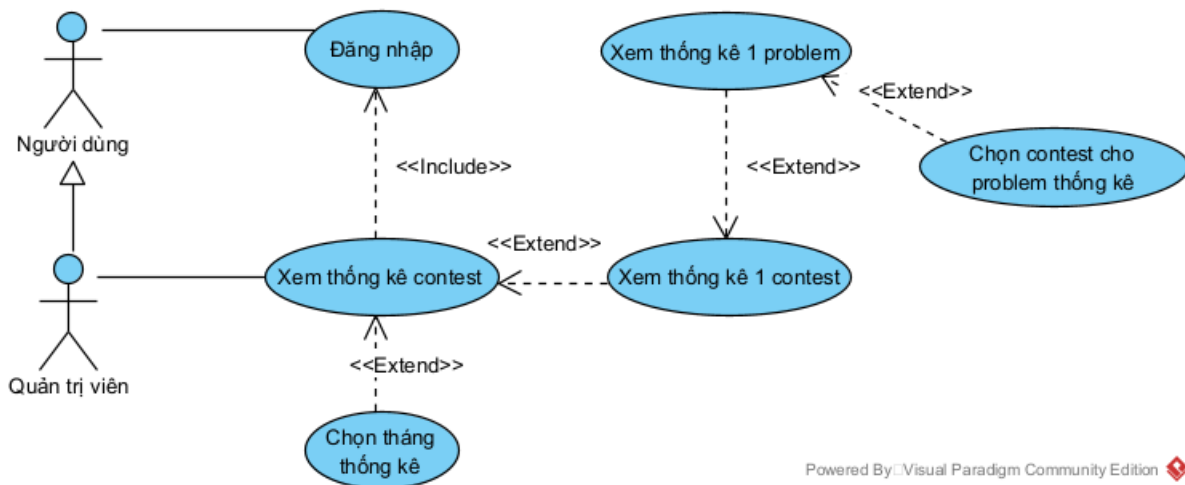 Đăng nhập
Xem thống kê 1 problem
<<Extend>>
Người dùng
<<Include>>
<<Extend>>
Chọn contest cho
problem thống kê
<<Extend>>
Xem thống kê contest
Xem thống kê 1 contest
Quản trị viên
<<Extend>>
Chọn tháng
thống kê
Powered By Visual Paradigm Community Edition